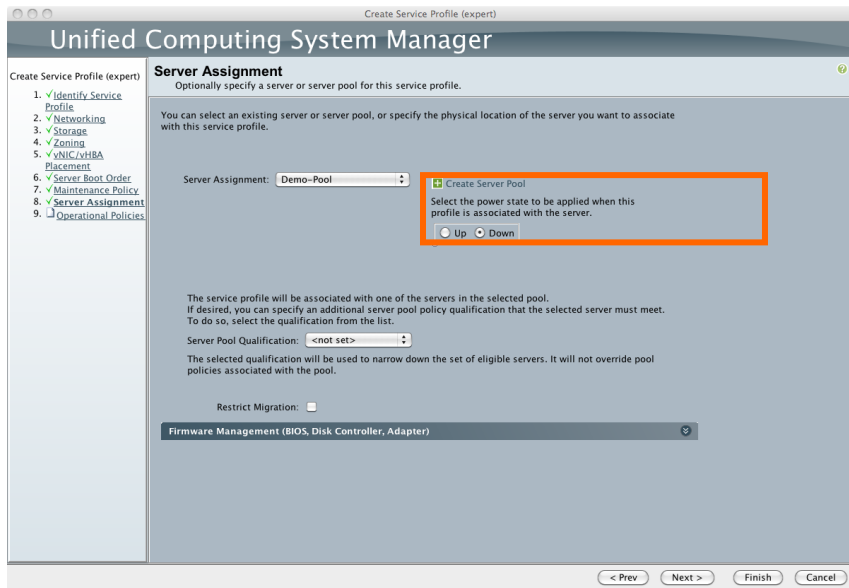 Create Service Profile (expert)
Unified Computing System Manager
Create Service Profile (expert)
1. √Identify Service
Profile
2. √Networking
3. √Storage
4. √Zoning
5. √vNIC/vHBA
Placement
6. √Server Boot Order
7. √Maintenance Policy
8. √Server Assignment
9. Operational Policies
Server Assignment
Optionally specify a server or server pool for this service profile.
You can select an existing server or server pool, or specify the physical location of the server you want to associate
with this service profile.
Server Assignment: Demo-Pool
Create Server Pool
Select the power state to be applied when this
profile is associated with the server.
Up Down
The service profile will be associated with one of the servers in the selected pool.
If desired, you can specify an additional server pool policy qualification that the selected server must meet.
To do so, select the qualification from the list.
Server Pool Qualification: <not set>
The selected qualification will be used to narrow down the set of eligible servers. It will not override pool
policies associated with the pool.
Restrict Migration:
Firmware Management (BIOS, Disk Controller, Adapter)
< Prev Next > Finish Cancel